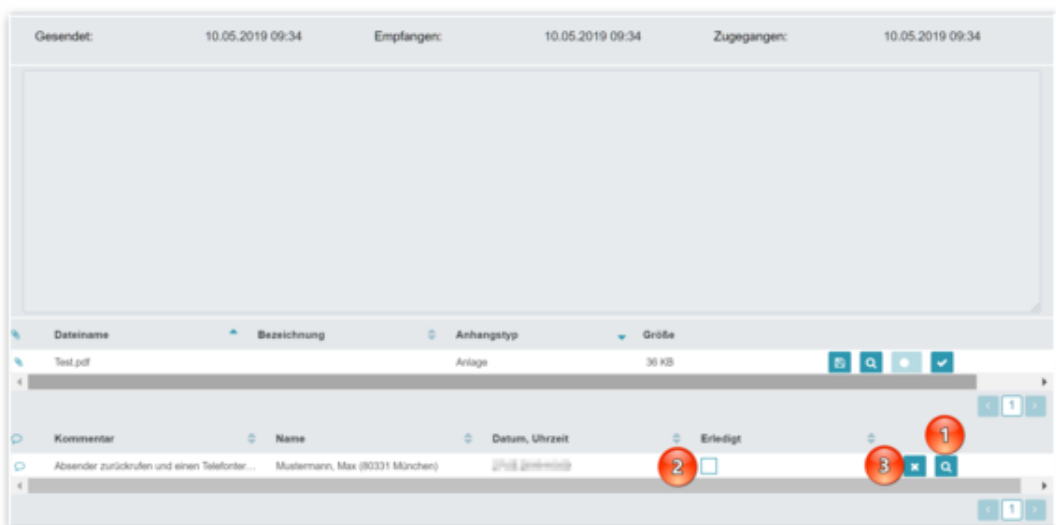 Gesendet: 10.05.2019 09:34 Empfangen: 10.05.2019 09:34 Zugegangen: 10.05.2019 09:34
Dateiname Bezeichnung Anhangstyp Größe
Test.pdf Anlage 36 KB
1
Kommentar Name Datum, Uhrzeit Erledigt 1
Absender zurückrufen und einen Telefonter... Mustermann, Max (80331 München) 2 3
1